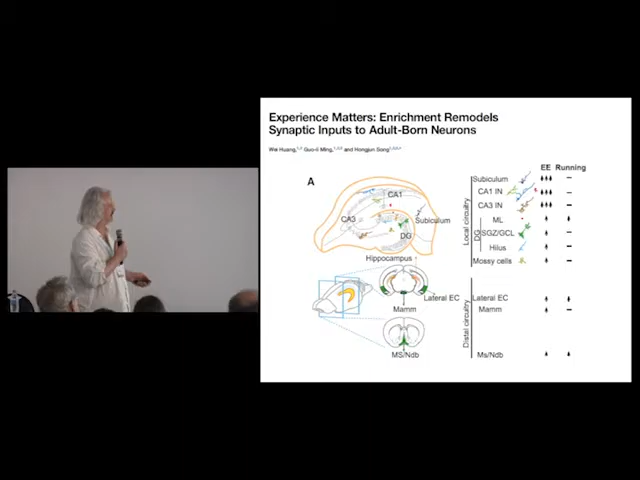 Experience Matters: Enrichment Remodels
Synaptic Inputs to Adult-Born Neurons
Wei Huang, Guo-li Ming, and Hongjun Song
A
CA1
CA3
Subiculum
DG
Hippocampus
Lateral EC
Mamm
MS/Ndb
EE Running
Local circuitry
Subiculum
CA1 IN
CA3 IN
DG
ML
SGZ/GCL
Hilus
Mossy cells
Distal circuitry
Lateral EC
Mamm
Ms/Ndb